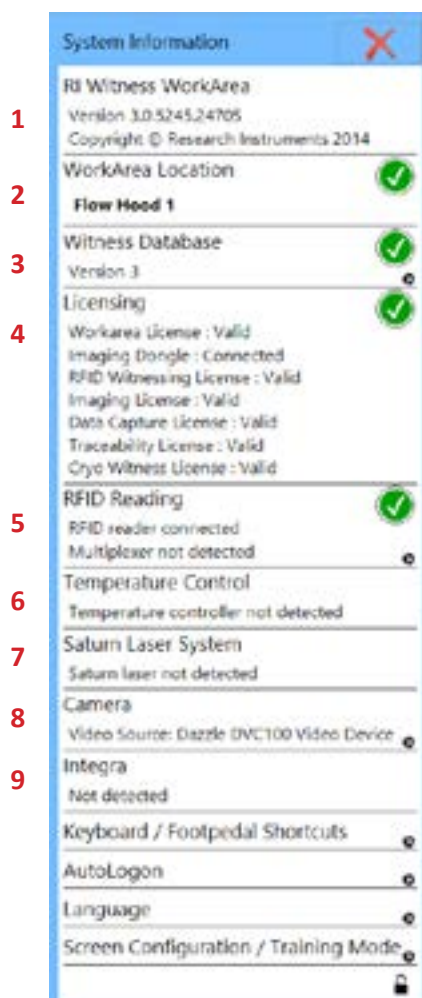 System Information
RI Witness WorkArea
1
Version 3.0.5245.24705
Copyright © Research Instruments 2014
WorkArea Location
2
Flow Hood 1
Witness Database
3
Version 3
Licensing
4
Workarea License : Valid
Imaging Dongle : Connected
RFID Witnessing License : Valid
Imaging License : Valid
Data Capture License : Valid
Traceability License : Valid
Cryo Witness License : Valid
RFID Reading
5
RFID reader connected
Multiplexer not detected
Temperature Control
6
Temperature controller not detected
Saturn Laser System
7
Saturn laser not detected
Camera
8
Video Source: Dazzle DVC100 Video Device
Integra
9
Not detected
Keyboard / Footpedal Shortcuts
AutoLogon
Language
Screen Configuration / Training Mode